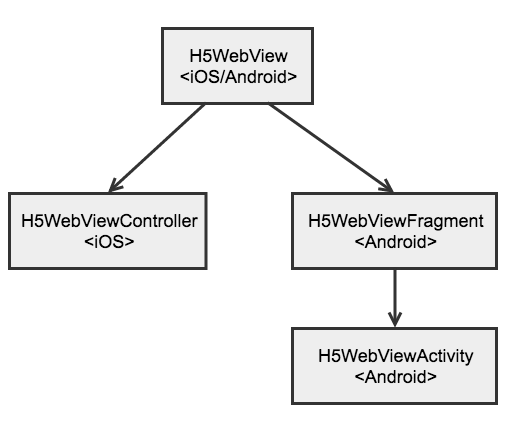 H5WebView
<iOS/Android>
H5WebViewController
<iOS>
H5WebViewFragment
<Android>
H5WebViewActivity
<Android>